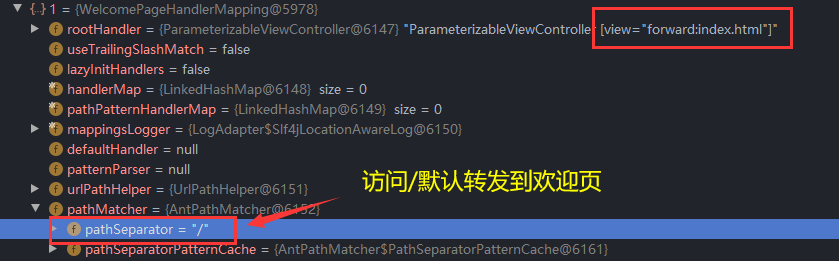 1 = {WelcomePageHandlerMapping@5978}
rootHandler = {ParameterizableViewController@6147} "ParameterizableViewController [view="forward:index.html"]"
useTrailingSlashMatch = false
lazyInitHandlers = false
handlerMap = {LinkedHashMap@6148} size = 0
pathPatternHandlerMap = {LinkedHashMap@6149} size = 0
mappingsLogger = {LogAdapter$Slf4jLocationAwareLog@6150}
defaultHandler = null
patternParser = null
urlPathHelper = {UrlPathHelper@6151}
访问/默认转发到欢迎页
pathMatcher = {AntPathMatcher@6152}
pathSeparator = "/"
pathSeparatorPatternCache = {AntPathMatcher$PathSeparatorPatternCache@6161}